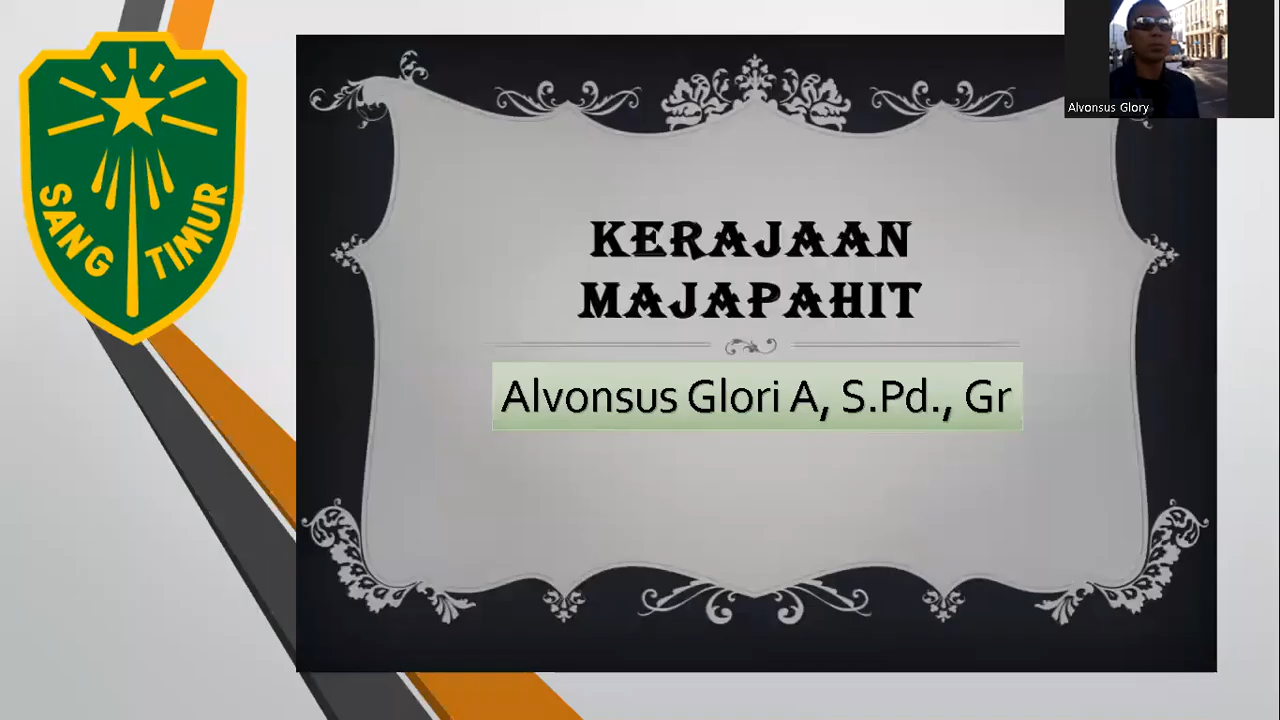 SANG TIMUR
Alvonsus Glory
KERAJAAN
MAJAPAHIT
Alvonsus Glori A, S.Pd., Gr